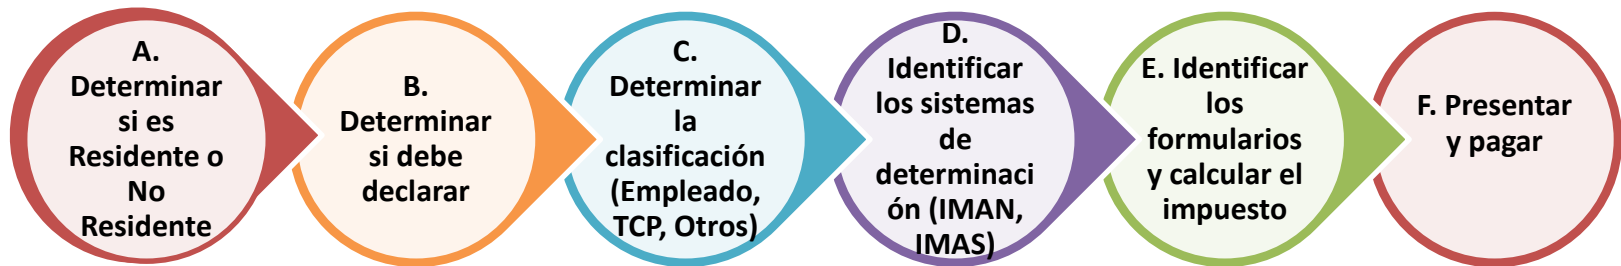 A.
Determinar
si es
Residente o
No
Residente
B.
Determinar
si debe
declarar
C.
Determinar
la
clasificación
(Empleado,
TCP, Otros)
D.
Identificar
los sistemas
de
determinaci
ón (IMAN,
IMAS)
E. Identificar
los
formularios
y calcular el
impuesto
F. Presentar
y pagar